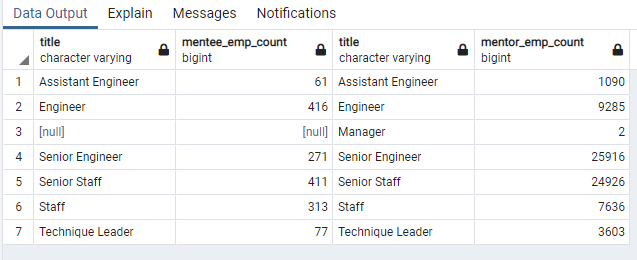 Data Output Explain Messages Notifications
title mentee_emp_count title mentor_emp_count
character varying bigint character varying bigint
1 Assistant Engineer 61 Assistant Engineer 1090
2 Engineer 416 Engineer 9285
3 [null] [null] Manager 2
4 Senior Engineer 271 Senior Engineer 25916
5 Senior Staff 411 Senior Staff 24926
6 Staff 313 Staff 7636
7 Technique Leader 77 Technique Leader 3603